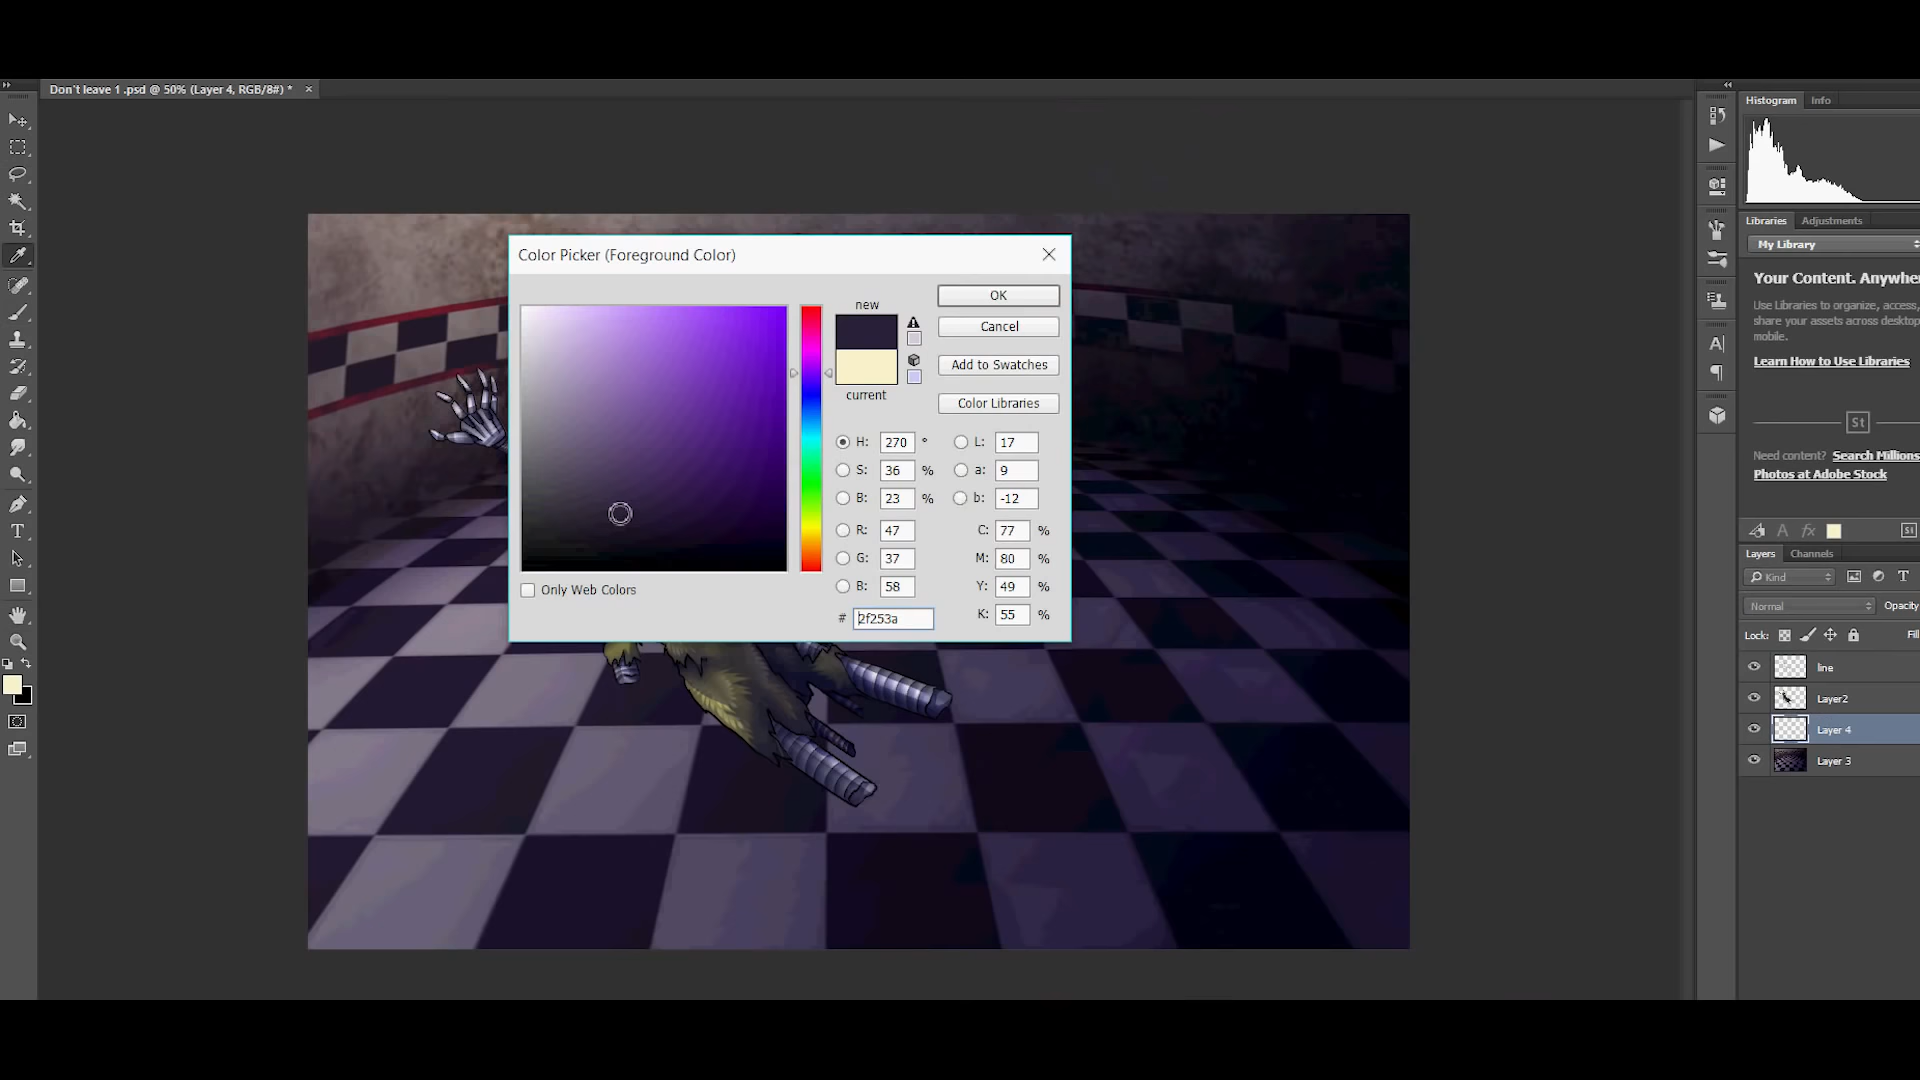 Don't leave 1 .psd @ 50% (Layer 4, RGB/8#) * ×
Histogram Info
Libraries Adjustments
My Library
Your Content. Anywhe
Use Libraries to organize, access,
share your assets across desktop
mobile.
Learn How to Use Libraries
St
Need content? Search Millions
Photos at Adobe Stock
A fx St
Layers Channels
Kind T
Normal Opacity
Lock: Fill
line
Layer2
Layer 4
Layer 3
Color Picker (Foreground Color)
new
current
OK
Cancel
Add to Swatches
Color Libraries
H: 270 ° L: 17
S: 36 % a: 9
B: 23 % b: -12
R: 47 C: 77 %
G: 37 M: 80 %
B: 58 Y: 49 %
# 2f253a K: 55 %
Only Web Colors